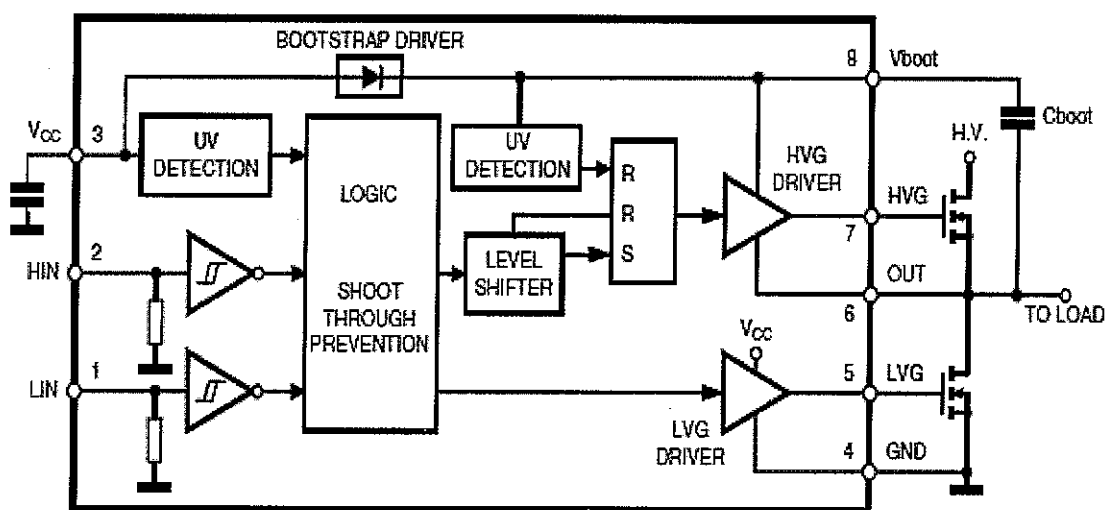 BOOTSTRAP DRIVER
8
Vboot
VCC
3
UV
DETECTION
UV
DETECTION
Cboot
H.V.
LOGIC
SHOOT
THROUGH
PREVENTION
R
R
S
HVG
DRIVER
HVG
7
HIN
2
LEVEL
SHIFTER
OUT
6
TO LOAD
VCC
LIN
1
5
LVG
LVG
DRIVER
4
GND